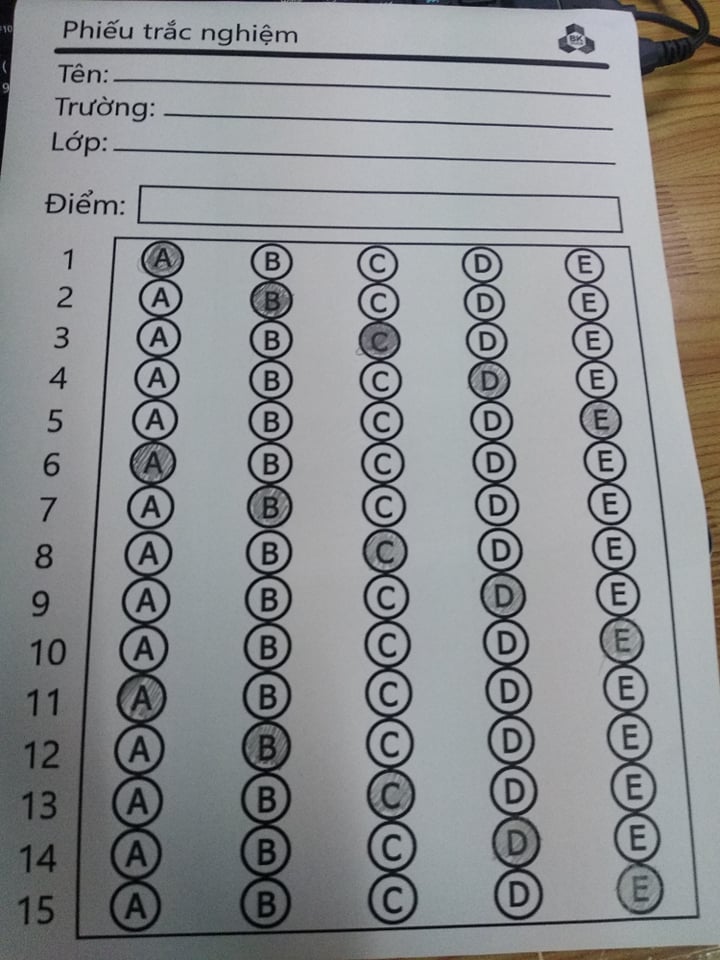 Phiếu trắc nghiệm
BK
Tên:
Trường:
Lớp:
Điểm:
1 A B C D E
2 A B C D E
3 A B C D E
4 A B C D E
5 A B C D E
6 A B C D E
7 A B C D E
8 A B C D E
9 A B C D E
10 A B C D E
11 A B C D E
12 A B C D E
13 A B C D E
14 A B C D E
15 A B C D E